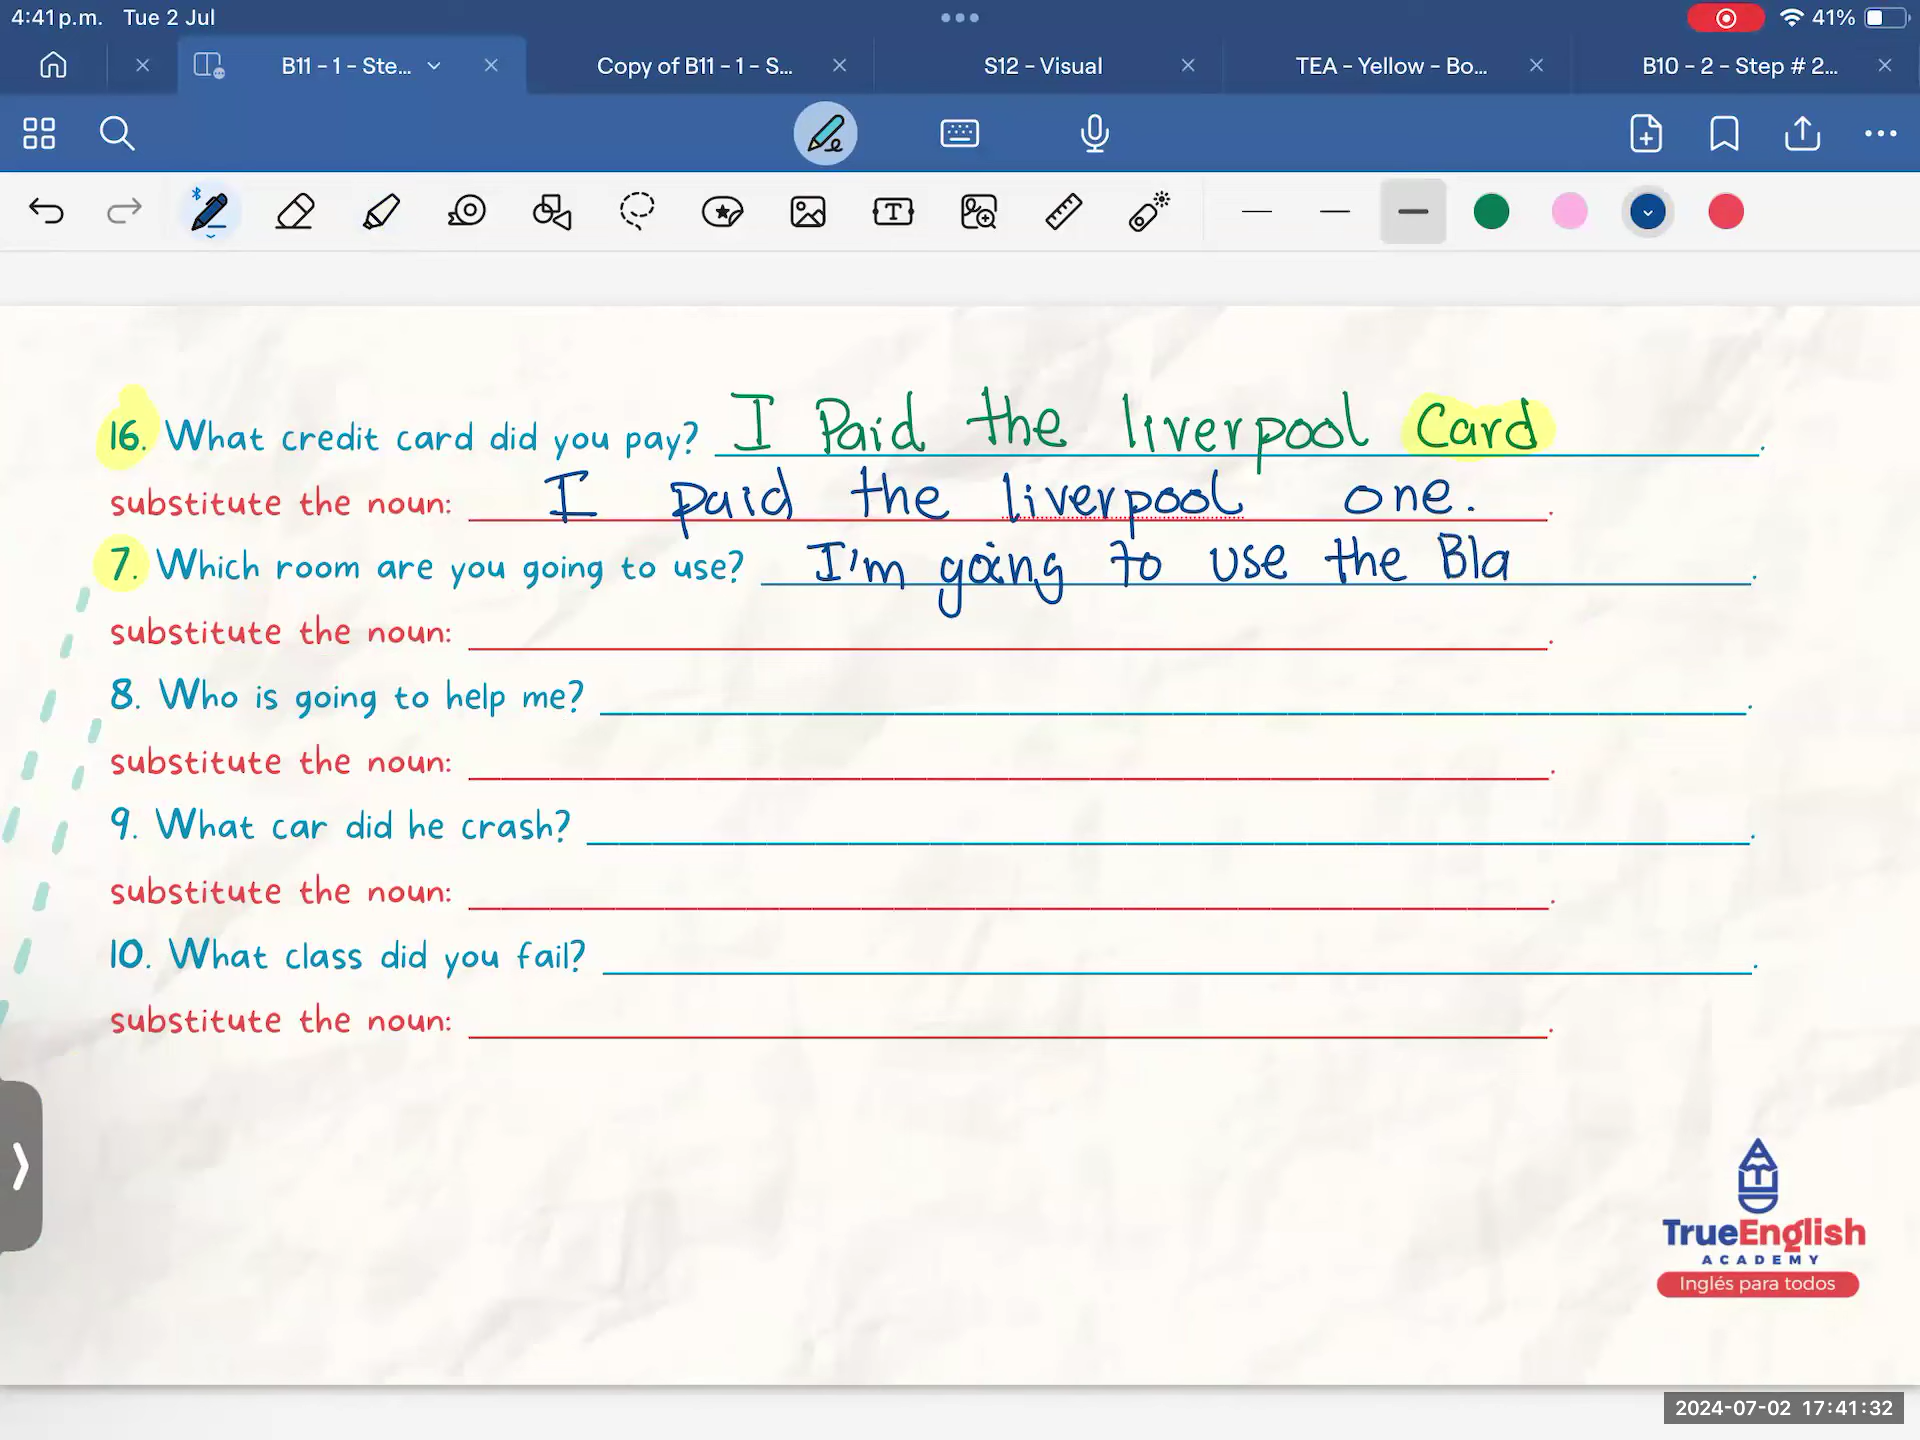 4:41 p.m. Tue 2 Jul 41%
B11 - 1 - Ste... Copy of B11 - 1 - S... S12 - Visual TEA - Yellow - Bo... B10 - 2 - Step # 2...
16. What credit card did you pay? I Paid the liverpool Card.
substitute the noun: I paid the liverpool one.
7. Which room are you going to use? I'm going to use the Bla
substitute the noun:
8. Who is going to help me?
substitute the noun:
9. What car did he crash?
substitute the noun:
10. What class did you fail?
substitute the noun:
TrueEnglish
ACADEMY
Inglés para todos
2024-07-02 17:41:32